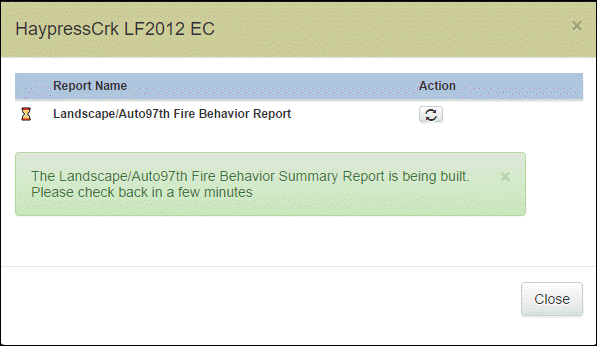 HaypressCrk LF2012 EC ×
Report Name Action
Landscape/Auto97th Fire Behavior Report
The Landscape/Auto97th Fire Behavior Summary Report is being built. ×
Please check back in a few minutes
Close